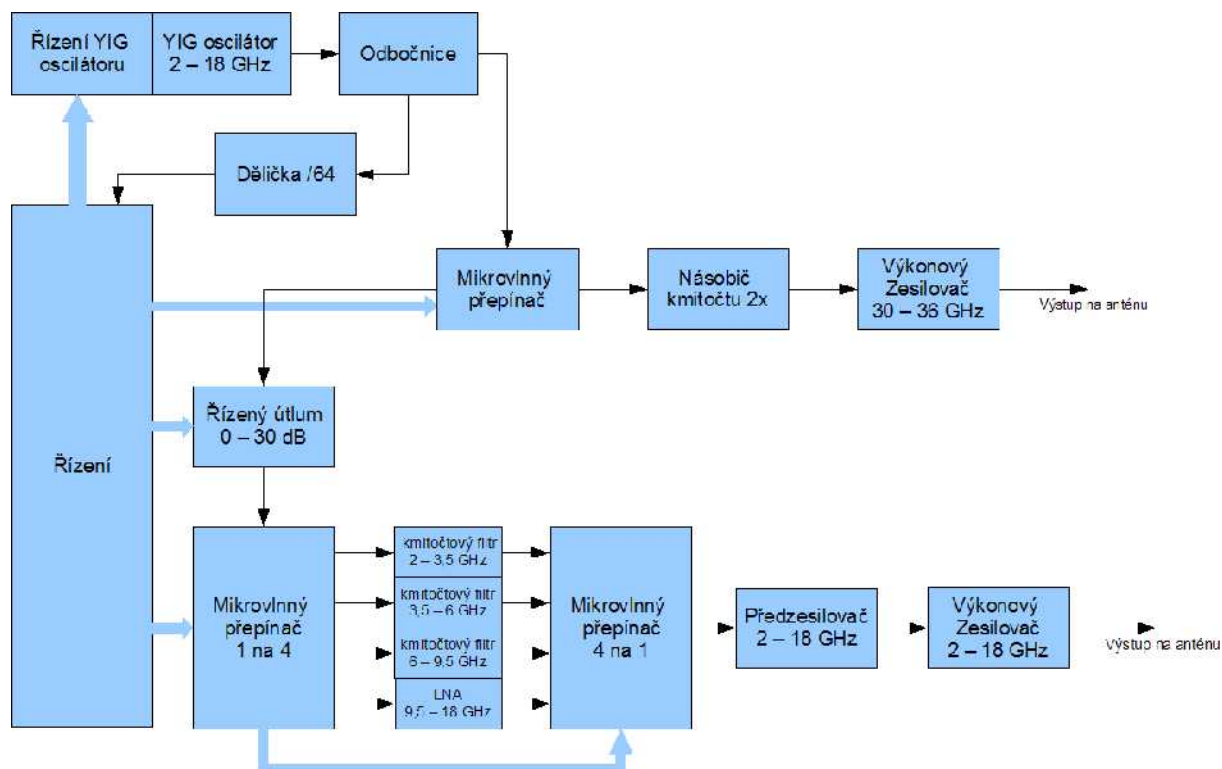 Řízení YIG
oscilátoru
YIG oscilátor
2 – 18 GHz
Odbočnice
Dělička /64
Mikrovlnný
přepínač
Násobič
kmitočtu 2x
Výkonový
Zesilovač
30 – 36 GHz
Výstup na anténu
Řízený útlum
0 – 30 dB
Řízení
Mikrovlnný
přepínač
1 na 4
kmitočtový filtr
2 – 3,5 GHz
kmitočtový filtr
3,5 – 6 GHz
kmitočtový filtr
6 – 9,5 GHz
LNA
9,5 – 18 GHz
Mikrovlnný
přepínač
4 na 1
Předzesilovač
2 – 18 GHz
Výkonový
Zesilovač
2 – 18 GHz
Výstup na anténu